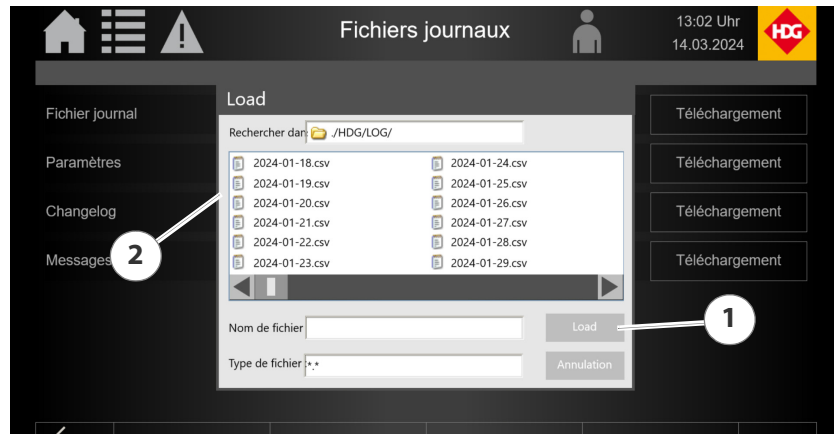 Fichiers journaux
13:02 Uhr
14.03.2024
HDG
Load
Fichier journal
Téléchargement
Rechercher dan:
./HDG/LOG/
Paramètres
Téléchargement
2024-01-18.csv
2024-01-24.csv
2024-01-19.csv
2024-01-25.csv
2024-01-20.csv
2024-01-26.csv
Changelog
Téléchargement
2024-01-21.csv
2024-01-27.csv
2024-01-22.csv
2024-01-28.csv
2024-01-23.csv
2024-01-29.csv
Messages
Téléchargement
2
Nom de fichier
Load
1
Type de fichier :
*.*
Annulation